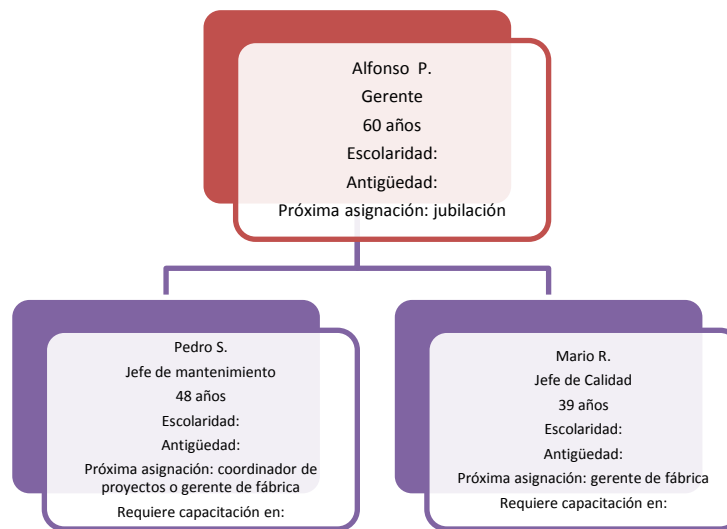 Alfonso P.
Gerente
60 años
Escolaridad:
Antigüedad:
Próxima asignación: jubilación
Pedro S.
Jefe de mantenimiento
48 años
Escolaridad:
Antigüedad:
Próxima asignación: coordinador de
proyectos o gerente de fábrica
Requiere capacitación en:
Mario R.
Jefe de Calidad
39 años
Escolaridad:
Antigüedad:
Próxima asignación: gerente de fábrica
Requiere capacitación en: